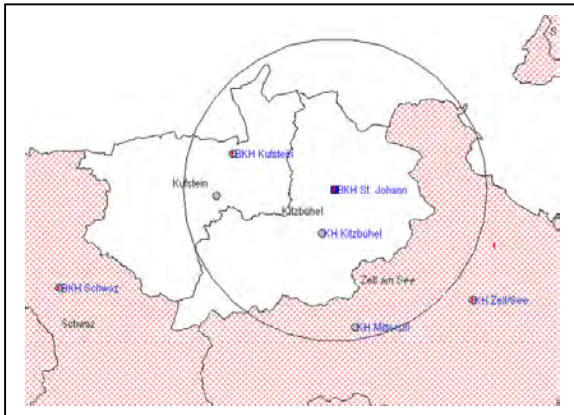 S
BKH Kufstein
Kufstein
BKH St. Johann
Kitzbühel
KH Kitzbühel
Zell am See
BKH Schwaz
KH Zell/See
Schwaz
KH Mittersill